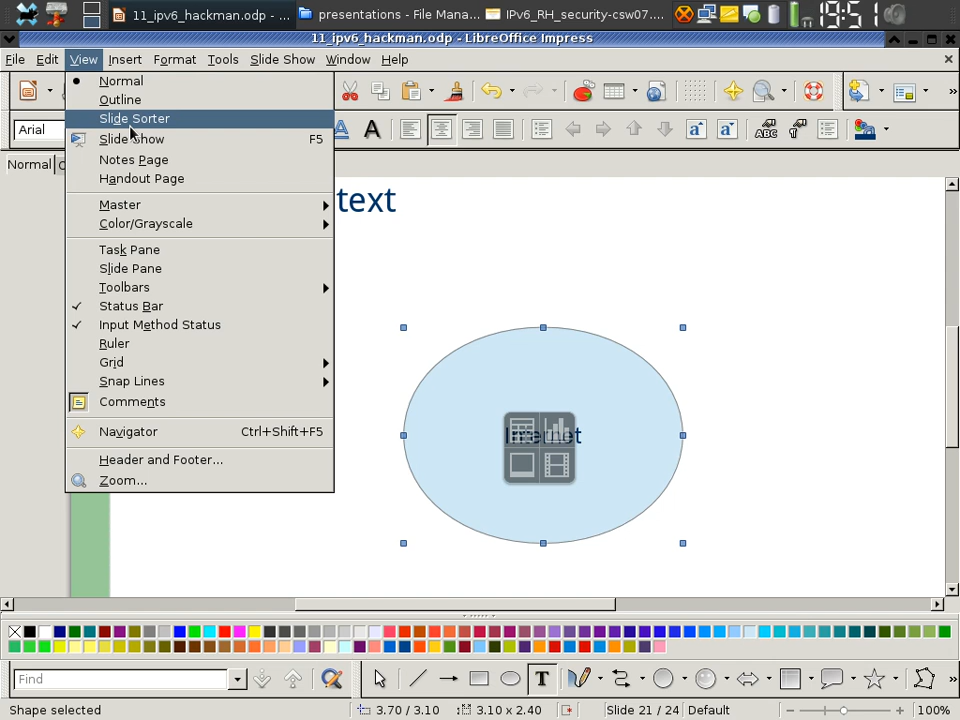 11_ipv6_hackman.odp - ...
presentations - File Mana...
IPv6_RH_security-csw07....
19:51
11_ipv6_hackman.odp - LibreOffice Impress
File Edit View Insert Format Tools Slide Show Window Help
Normal
Outline
Slide Sorter
Arial
Slide Show F5
Normal
Notes Page
Handout Page
text
Master
Color/Grayscale
Task Pane
Slide Pane
Toolbars
Status Bar
Input Method Status
Ruler
Grid
Snap Lines
Comments
Navigator Ctrl+Shift+F5
Internet
Header and Footer...
Zoom...
Find
Shape selected
3.70 / 3.10
3.10 x 2.40
Slide 21 / 24
Default
100%